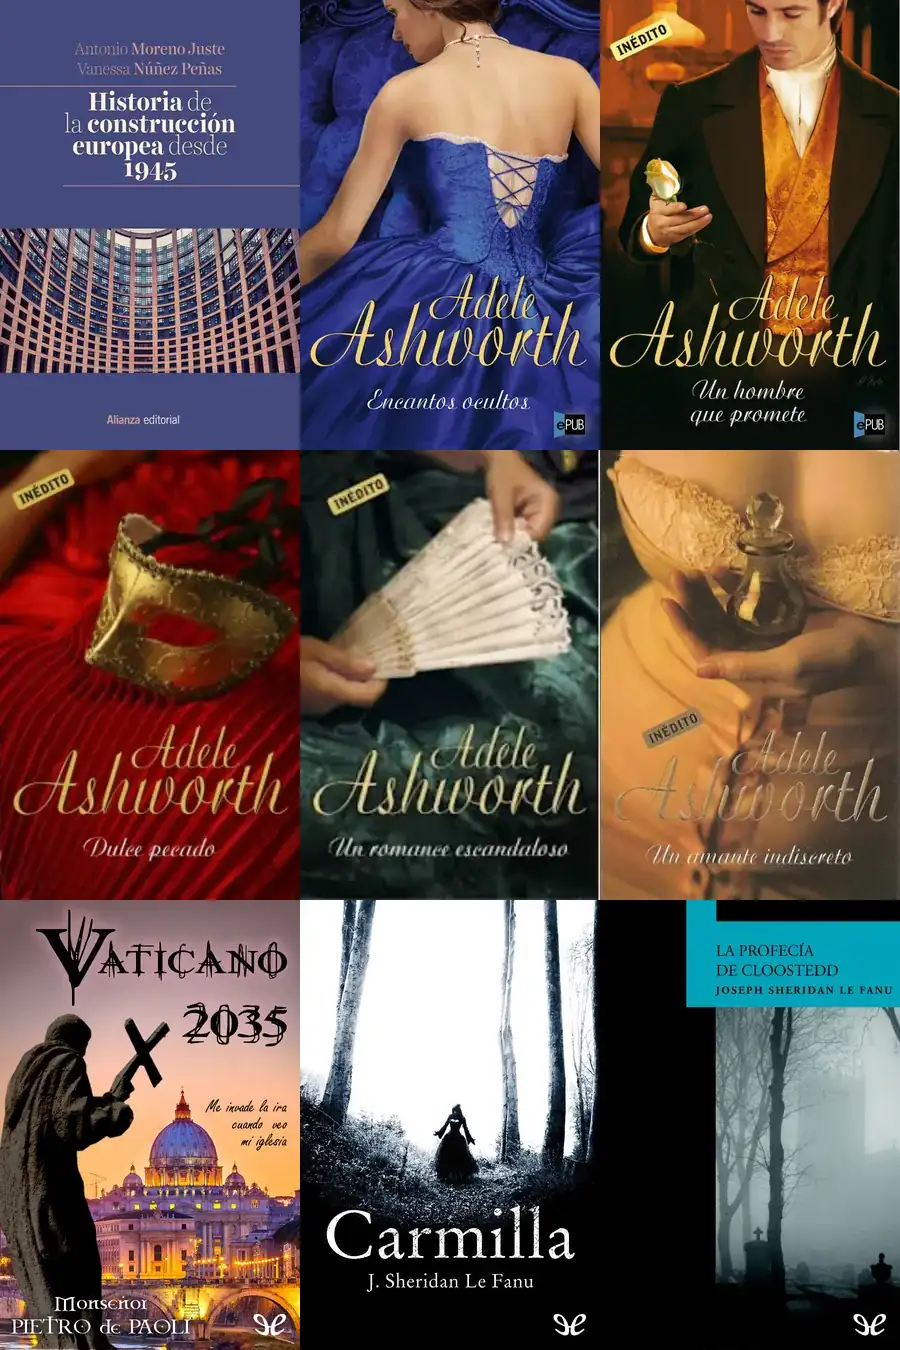 Antonio Moreno Juste
Vanessa Núñez Peñas
Historia de
la construcción
europea desde
1945
Alianza editorial
Adele
Ashworth
Encantos ocultos
ePUB
INÉDITO
Adele
Ashworth
Un hombre
que promete
ePUB
INÉDITO
Adele
Ashworth
Dulce pecado
INÉDITO
Adele
Ashworth
Un romance escandaloso
INÉDITO
Adele
Ashworth
Un amante indiscreto
VATICANO
2035
Me invade la ira
cuando veo
mi iglesia
Monseñor
PIETRO de PAOLI
Carmilla
J. Sheridan Le Fanu
LA PROFECÍA
DE CLOOSTEDD
JOSEPH SHERIDAN LE FANU